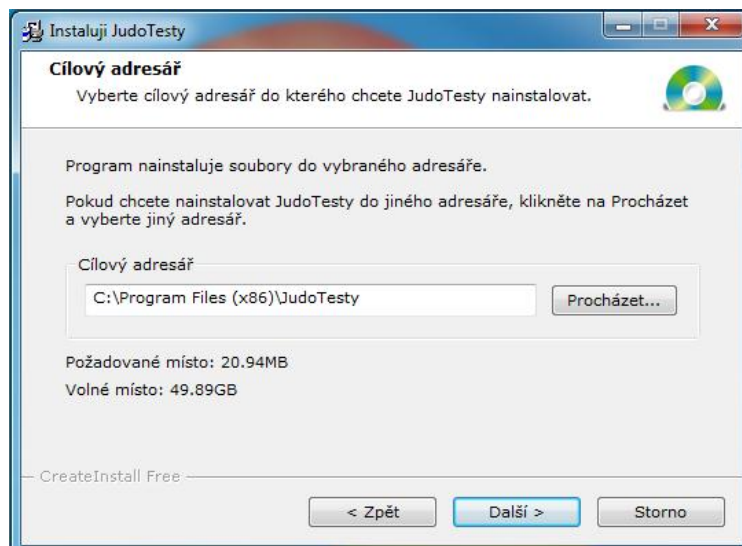 Instaluji JudoTesty
Cílový adresář
Vyberte cílový adresář do kterého chcete JudoTesty nainstalovat.
Program nainstaluje soubory do vybraného adresáře.
Pokud chcete nainstalovat JudoTesty do jiného adresáře, klikněte na Procházet
a vyberte jiný adresář.
Cílový adresář
C:\Program Files (x86)\JudoTesty
Procházet...
Požadované místo: 20.94MB
Volné místo: 49.89GB
CreateInstall Free
< Zpět
Další >
Storno